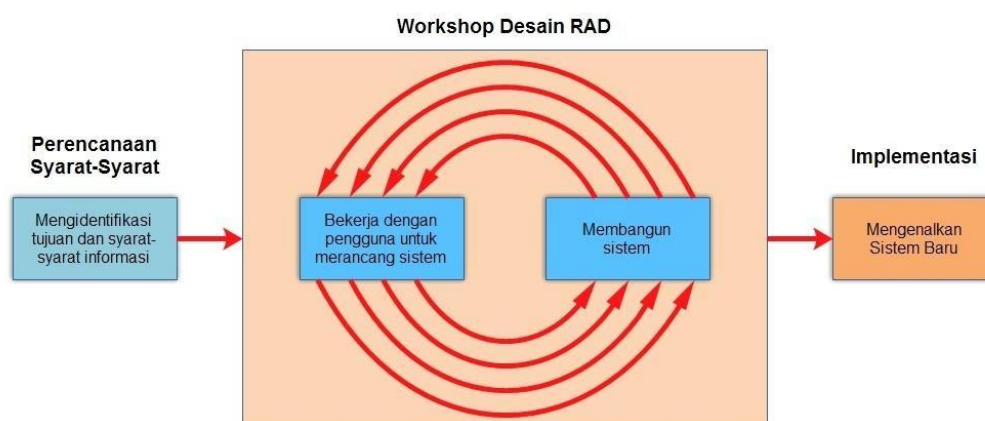 Workshop Desain RAD
Perencanaan
Syarat-Syarat
Mengidentifikasi
tujuan dan syarat-
syarat informasi
Bekerja dengan
pengguna untuk
merancang sistem
Membangun
sistem
Implementasi
Mengenalkan
Sistem Baru